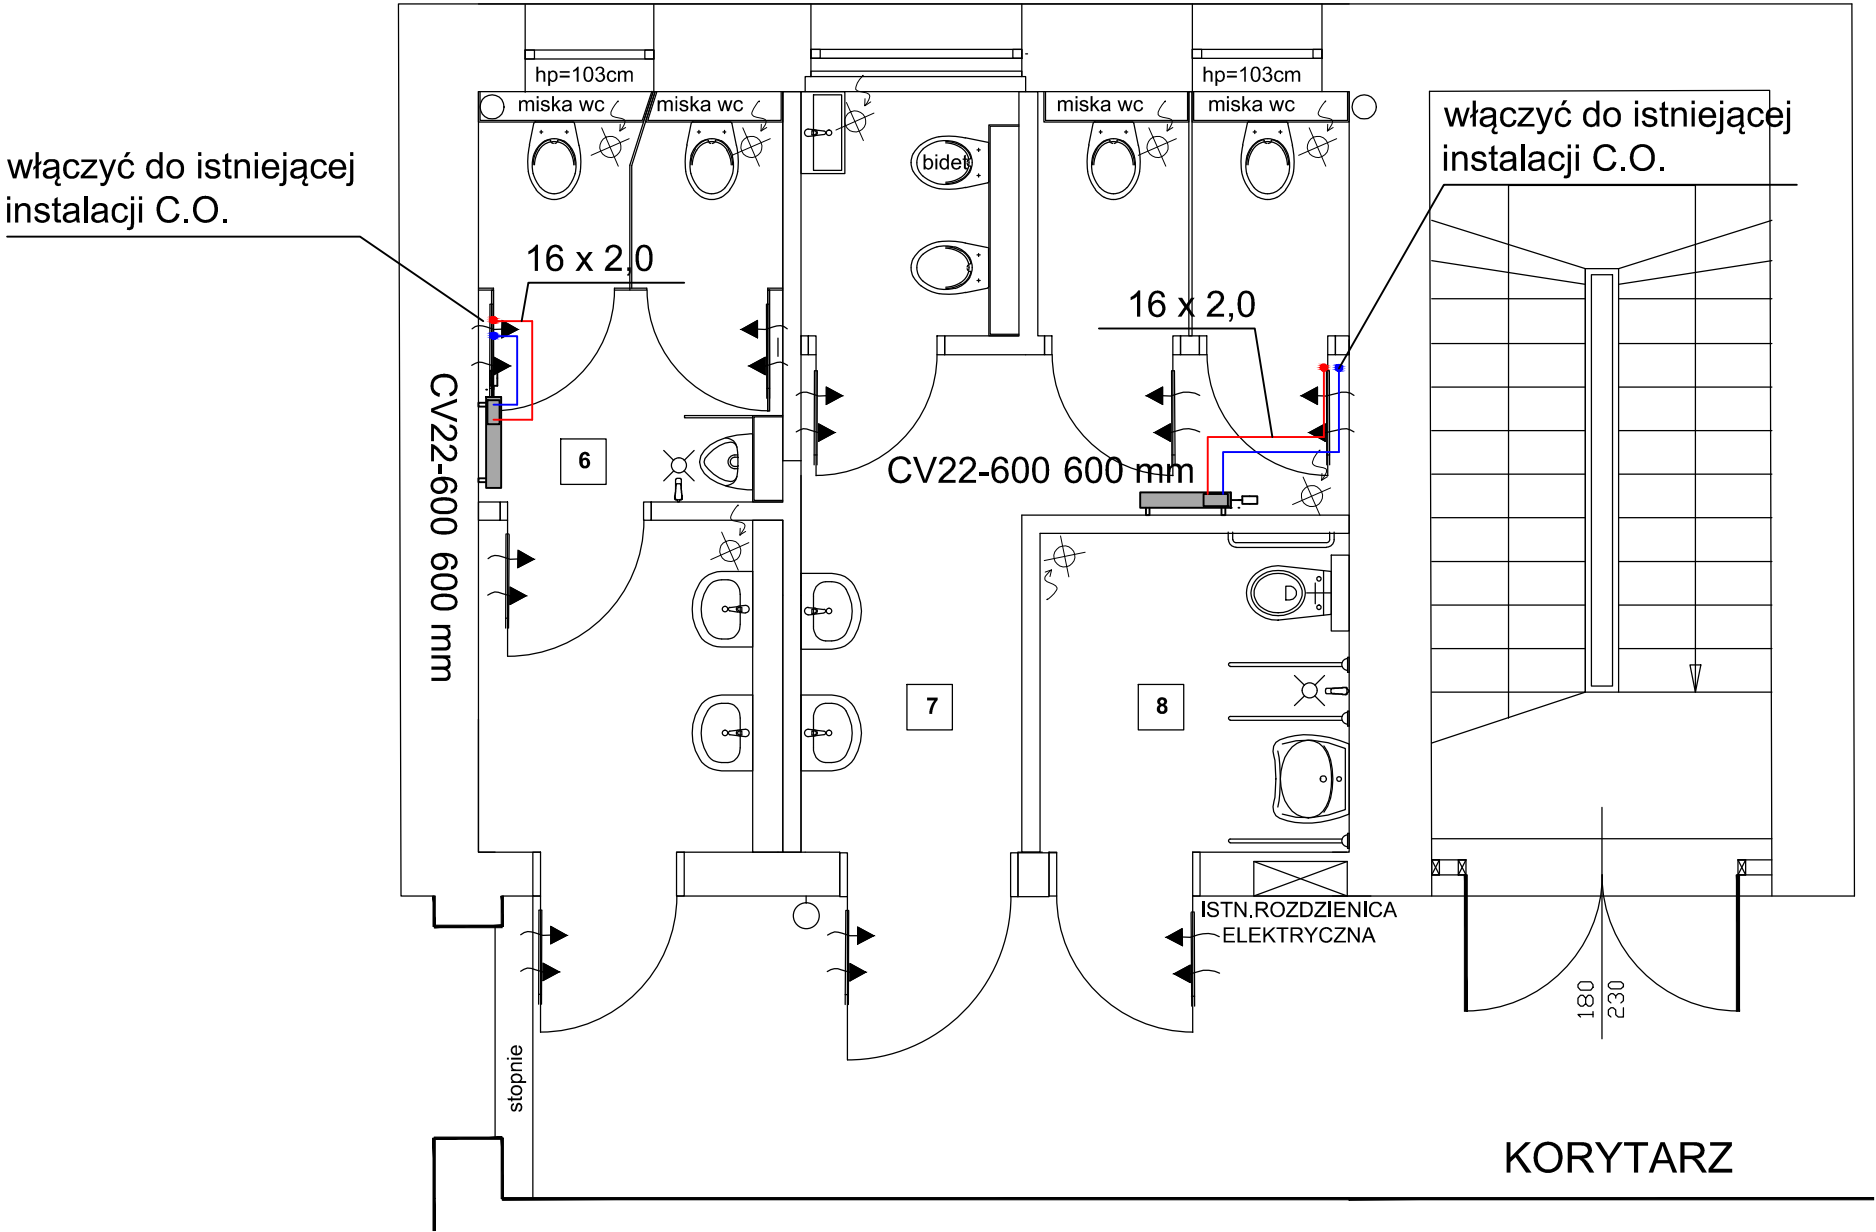 hp=103cm
hp=103cm
miska wc
miska wc
miska wc
miska wc
włączyć do istniejącej
instalacji C.O.
włączyć do istniejącej
instalacji C.O.
bidet
16 x 2,0
16 x 2,0
CV22-600 600 mm
CV22-600 600 mm
6
7
8
ISTN.ROZDZIENICA
ELEKTRYCZNA
180
230
stopnie
KORYTARZ